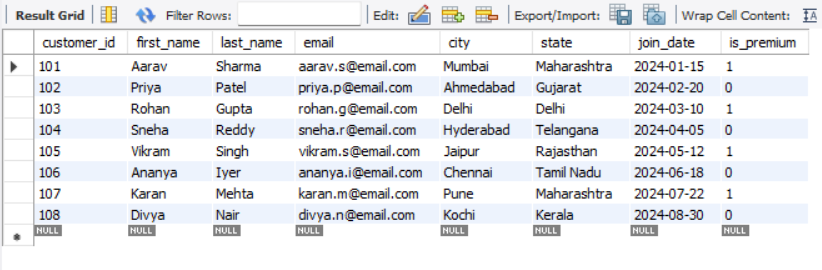 Result Grid Filter Rows: Edit: Export/Import: Wrap Cell Content: IA
customer_id first_name last_name email city state join_date is_premium
101 Aarav Sharma aarav.s@email.com Mumbai Maharashtra 2024-01-15 1
102 Priya Patel priya.p@email.com Ahmedabad Gujarat 2024-02-20 0
103 Rohan Gupta rohan.g@email.com Delhi Delhi 2024-03-10 1
104 Sneha Reddy sneha.r@email.com Hyderabad Telangana 2024-04-05 0
105 Vikram Singh vikram.s@email.com Jaipur Rajasthan 2024-05-12 1
106 Ananya Iyer ananya.i@email.com Chennai Tamil Nadu 2024-06-18 0
107 Karan Mehta karan.m@email.com Pune Maharashtra 2024-07-22 1
108 Divya Nair divya.n@email.com Kochi Kerala 2024-08-30 0
NULL NULL NULL NULL NULL NULL NULL NULL